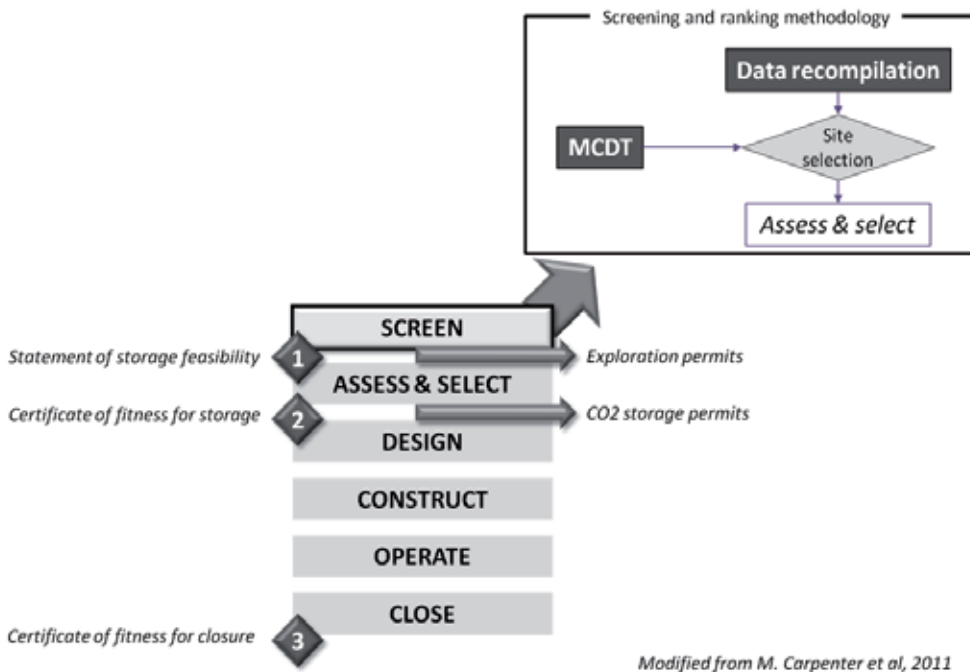 Screening and ranking methodology
Data recompilation
MCDT
Site
selection
Assess & select
SCREEN
Statement of storage feasibility
1
Exploration permits
ASSESS & SELECT
Certificate of fitness for storage
2
CO2 storage permits
DESIGN
CONSTRUCT
OPERATE
CLOSE
Certificate of fitness for closure
3
Modified from M. Carpenter et al, 2011